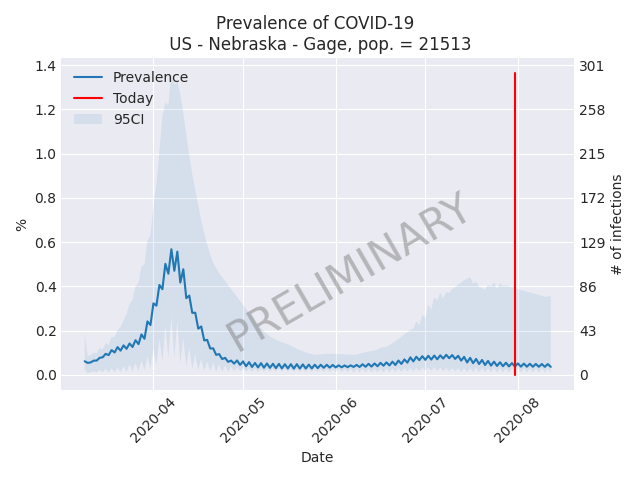 Prevalence of COVID-19
US - Nebraska - Gage, pop. = 21513
Prevalence
Today
95CI
1.4
1.2
1.0
0.8
0.6
0.4
0.2
0.0
%
301
258
215
172
129
86
43
0
# of infections
PRELIMINARY
2020-04
2020-05
2020-06
2020-07
2020-08
Date